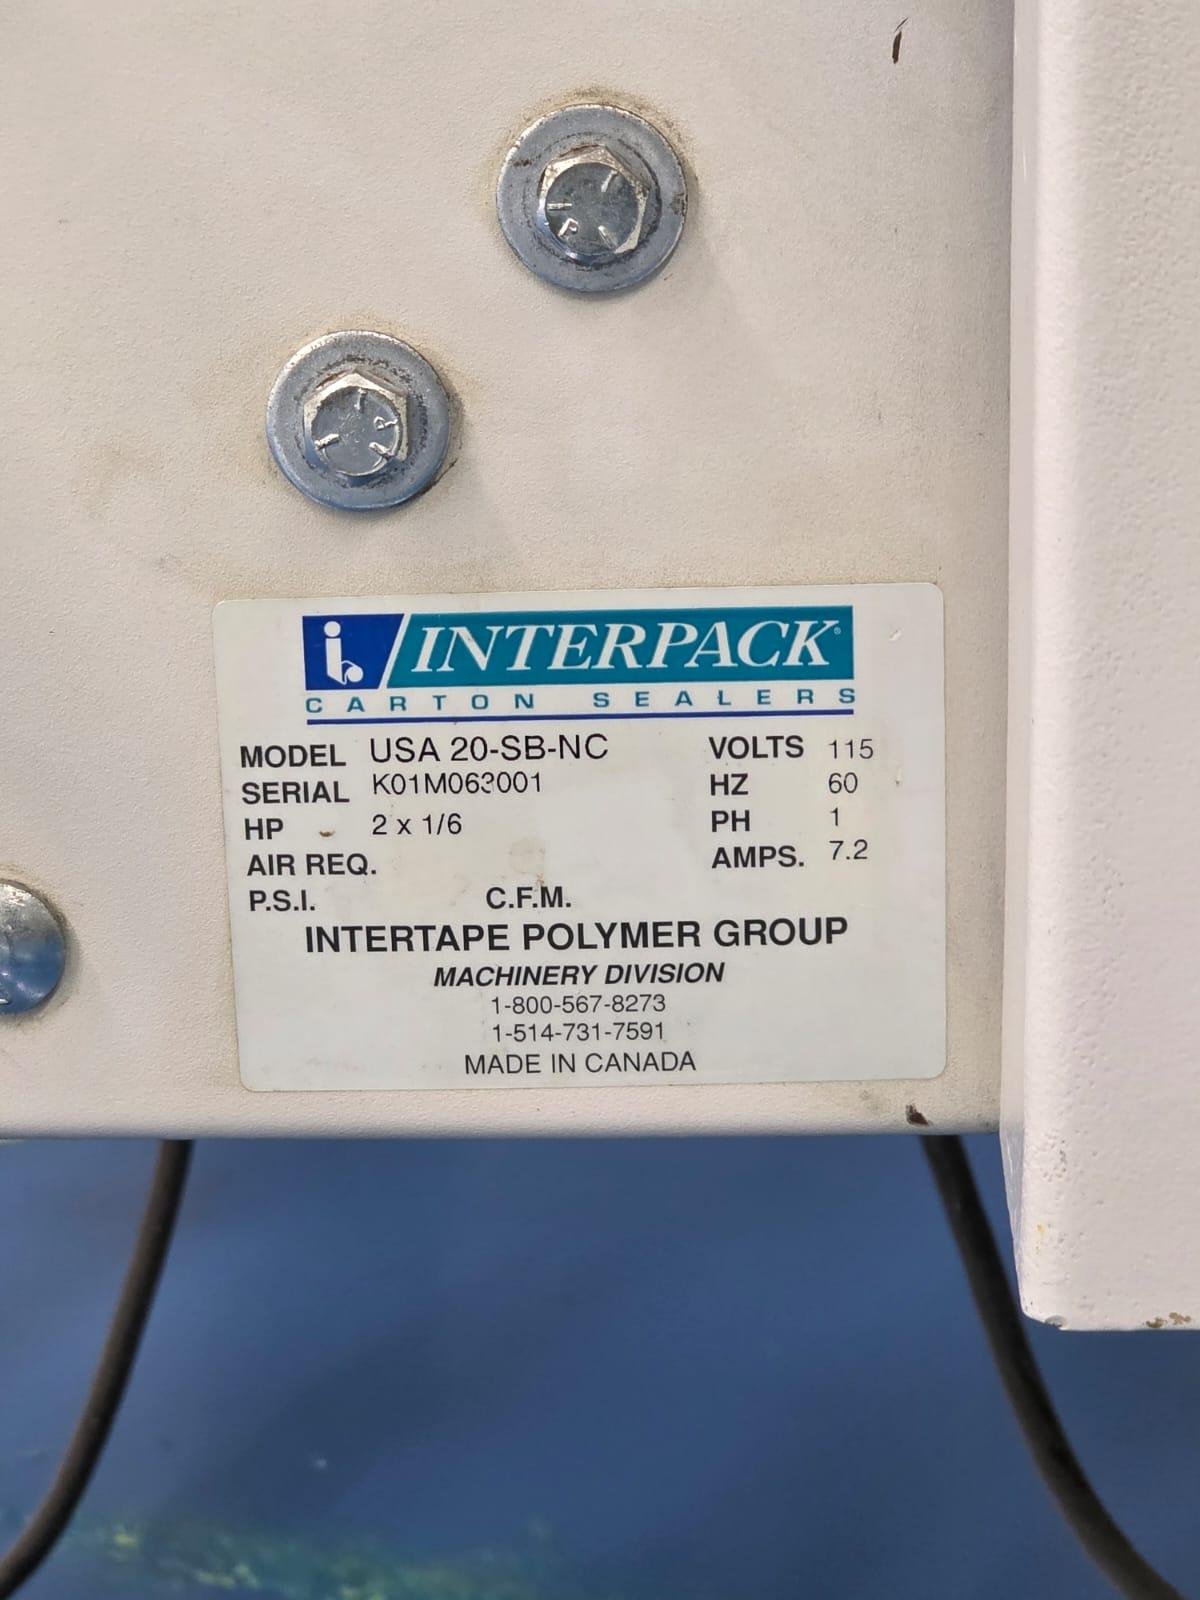 INTERPACK®
CARTON SEALERS
MODEL USA 20-SB-NC VOLTS 115
SERIAL K01M063001 HZ 60
HP 2 x 1/6 PH 1
AIR REQ. AMPS. 7.2
P.S.I. C.F.M.
INTERTAPE POLYMER GROUP
MACHINERY DIVISION
1-800-567-8273
1-514-731-7591
MADE IN CANADA